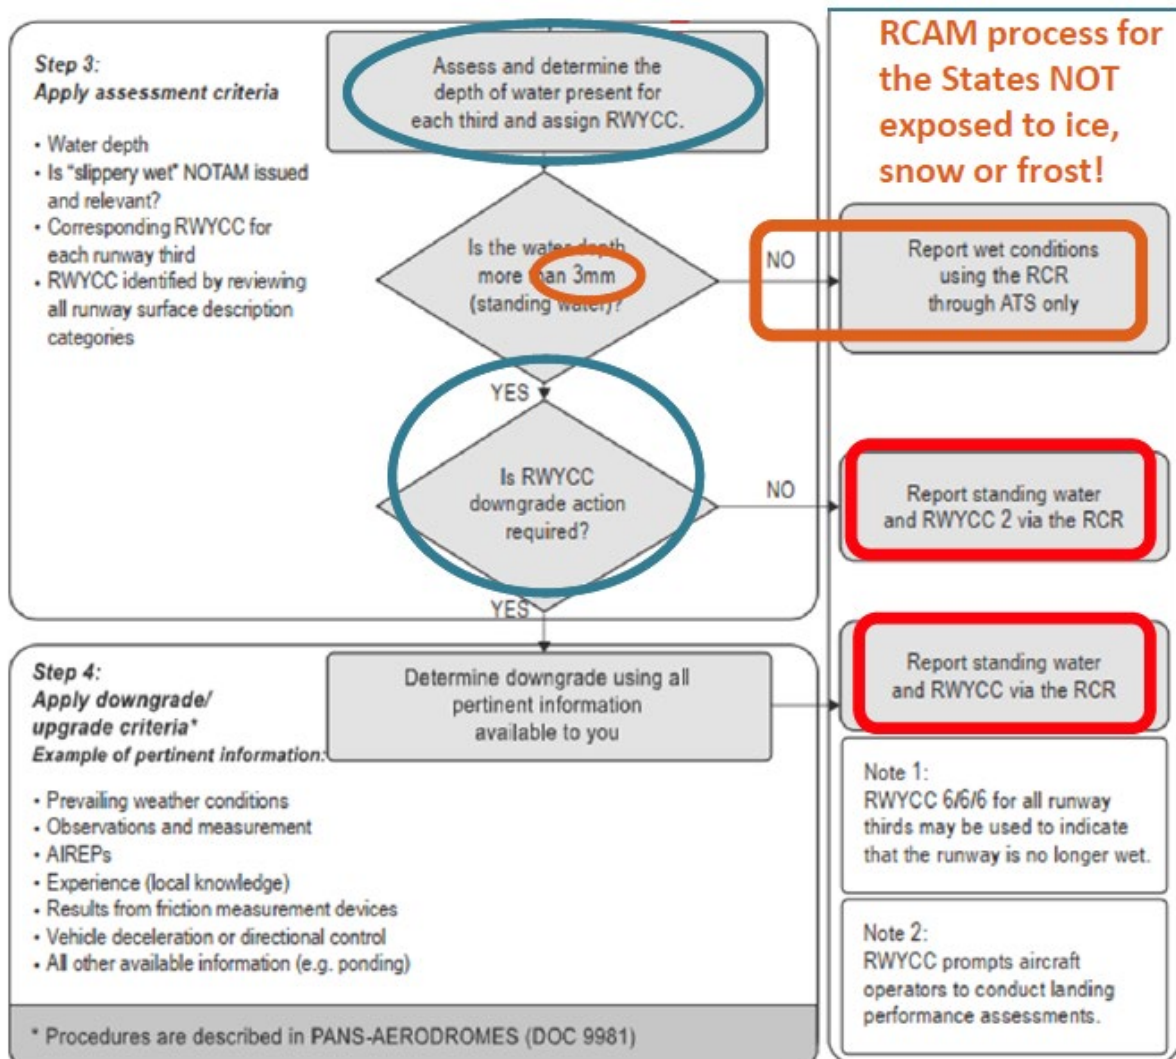 Step 3:
Apply assessment criteria
• Water depth
• Is "slippery wet" NOTAM issued
and relevant?
• Corresponding RWYCC for
each runway third
• RWYCC identified by reviewing
all runway surface description
categories
Assess and determine the
depth of water present for
each third and assign RWYCC.
Is the water depth
more than 3mm
(standing water)?
NO
YES
Is RWYCC
downgrade action
required?
NO
YES
RCAM process for
the States NOT
exposed to ice,
snow or frost!
Report wet conditions
using the RCR
through ATS only
Report standing water
and RWYCC 2 via the RCR
Step 4:
Apply downgrade/
upgrade criteria*
Example of pertinent information:
• Prevailing weather conditions
• Observations and measurement
• AIREPs
• Experience (local knowledge)
• Results from friction measurement devices
• Vehicle deceleration or directional control
• All other available information (e.g. ponding)
Determine downgrade using all
pertinent information
available to you
Report standing water
and RWYCC via the RCR
Note 1:
RWYCC 6/6/6 for all runway
thirds may be used to indicate
that the runway is no longer wet.
Note 2:
RWYCC prompts aircraft
operators to conduct landing
performance assessments.
* Procedures are described in PANS-AERODROMES (DOC 9981)